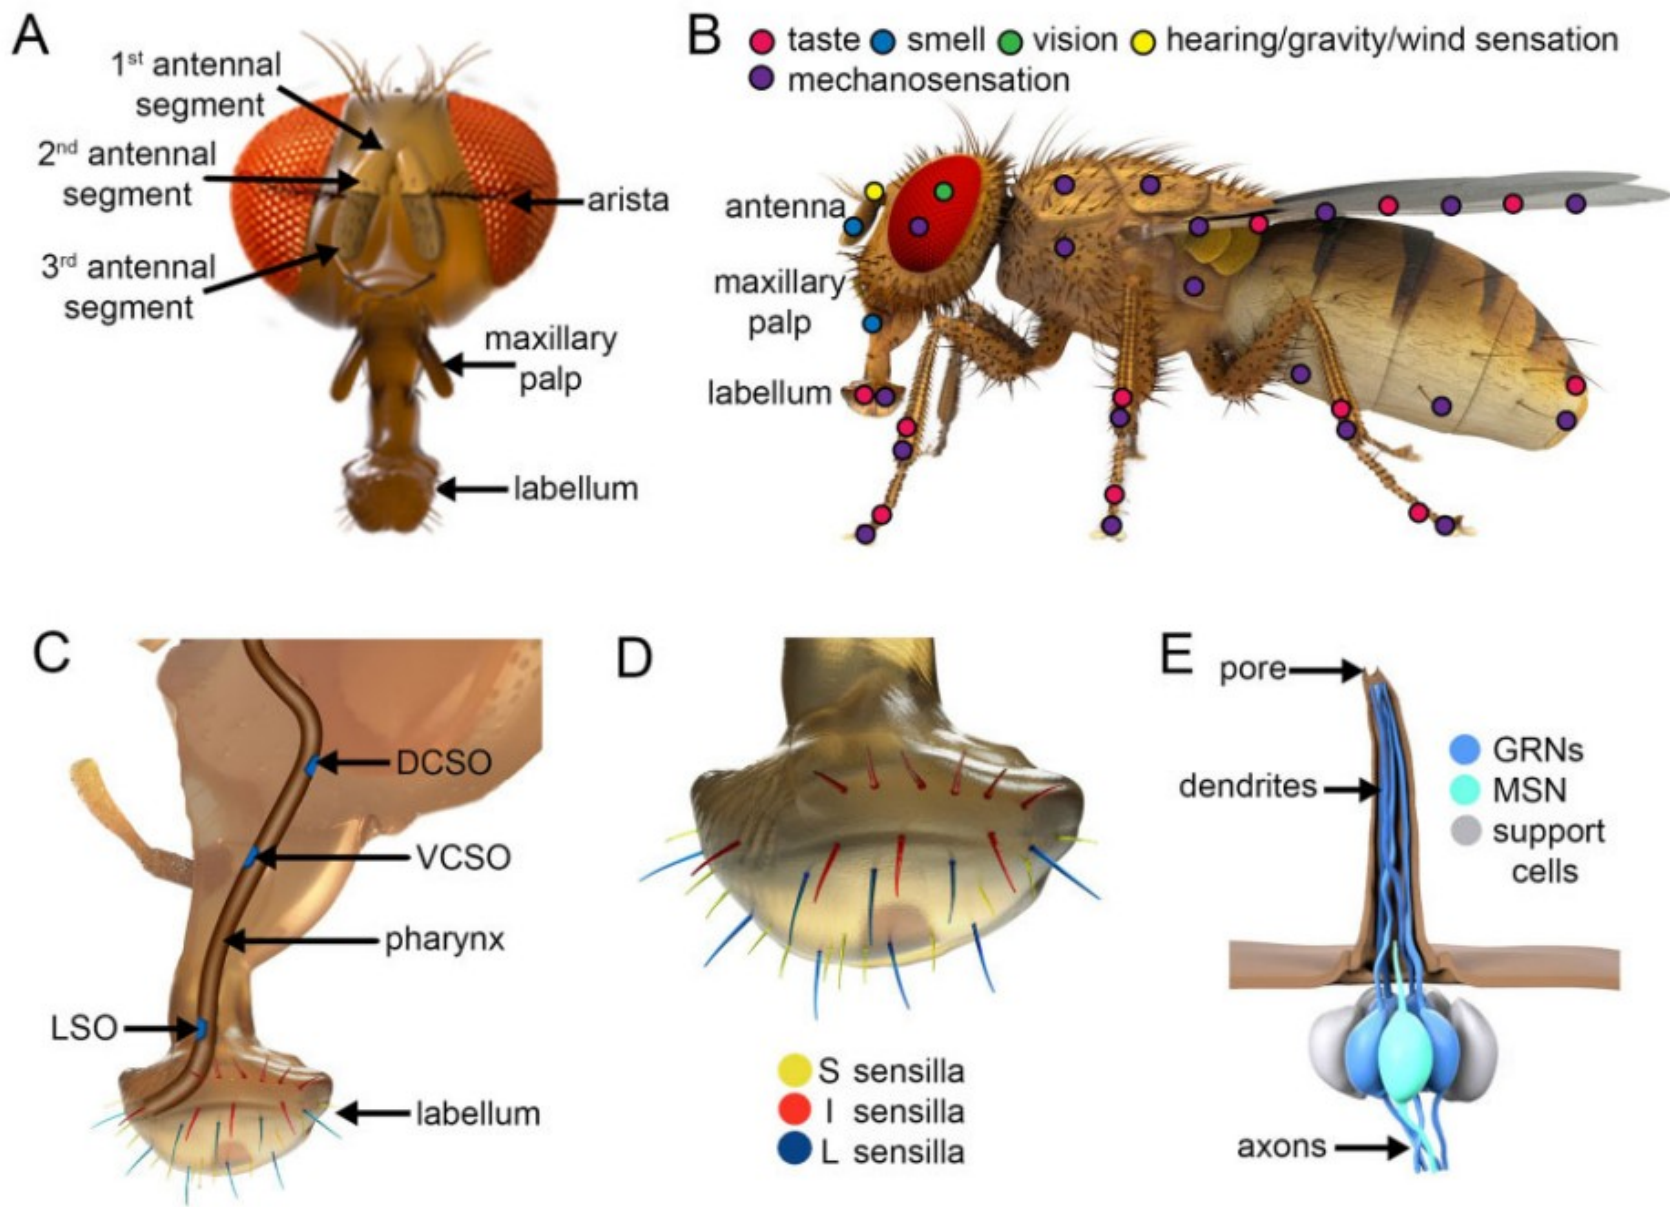 A
1st antennal
segment
2nd antennal
segment
3rd antennal
segment
arista
maxillary
palp
labellum
B
taste smell vision hearing/gravity/wind sensation
mechanosensation
antenna
maxillary
palp
labellum
C
DCSO
VCSO
pharynx
LSO
labellum
D
S sensilla
I sensilla
L sensilla
E
pore
dendrites
GRNs
MSN
support
cells
axons